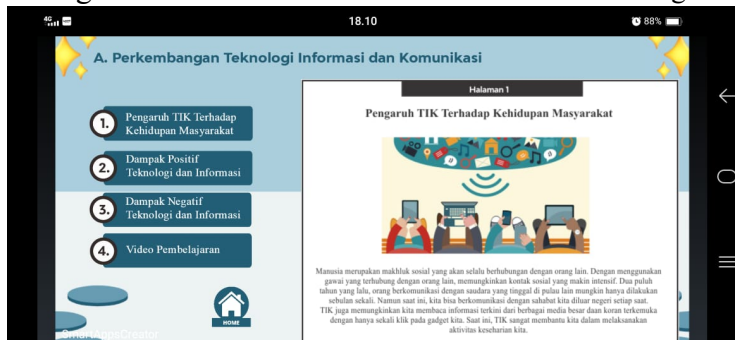 4G
18.10
88%
A. Perkembangan Teknologi Informasi dan Komunikasi
1.
Pengaruh TIK Terhadap
Kehidupan Masyarakat
2.
Dampak Positif
Teknologi dan Informasi
3.
Dampak Negatif
Teknologi dan Informasi
4.
Video Pembelajaran
HOME
SmartAppsCreator
Halaman 1
Pengaruh TIK Terhadap Kehidupan Masyarakat
Manusia merupakan makhluk sosial yang akan selalu berhubungan dengan orang lain. Dengan menggunakan
gawai yang terhubung dengan orang lain, memungkinkan kontak sosial yang makin intensif. Dua puluh
tahun yang lalu, orang berkomunikasi dengan saudara yang tinggal di pulau lain mungkin hanya dilakukan
sebulan sekali. Namun saat ini, kita bisa berkomunikasi dengan sahabat kita diluar negeri setiap saat.
TIK juga memungkinkan kita membaca informasi terkini dari berbagai media besar daan koran terkemuka
dengan hanya sekali klik pada gadget kita. Saat ini, TIK sangat membantu kita dalam melaksanakan
aktivitas keseharian kita.